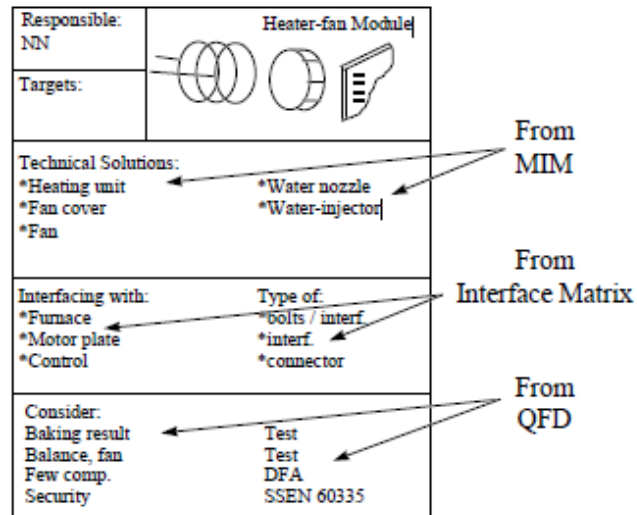 Responsible:
NN
Heater-fan Module
Targets:
Technical Solutions:
*Heating unit *Water nozzle
*Fan cover *Water-injector
*Fan
From
MIM
Interfacing with: Type of:
*Furnace *bolts / interf.
*Motor plate *interf.
*Control *connector
From
Interface Matrix
Consider:
Baking result Test
Balance, fan Test
Few comp. DFA
Security SSEN 60335
From
QFD